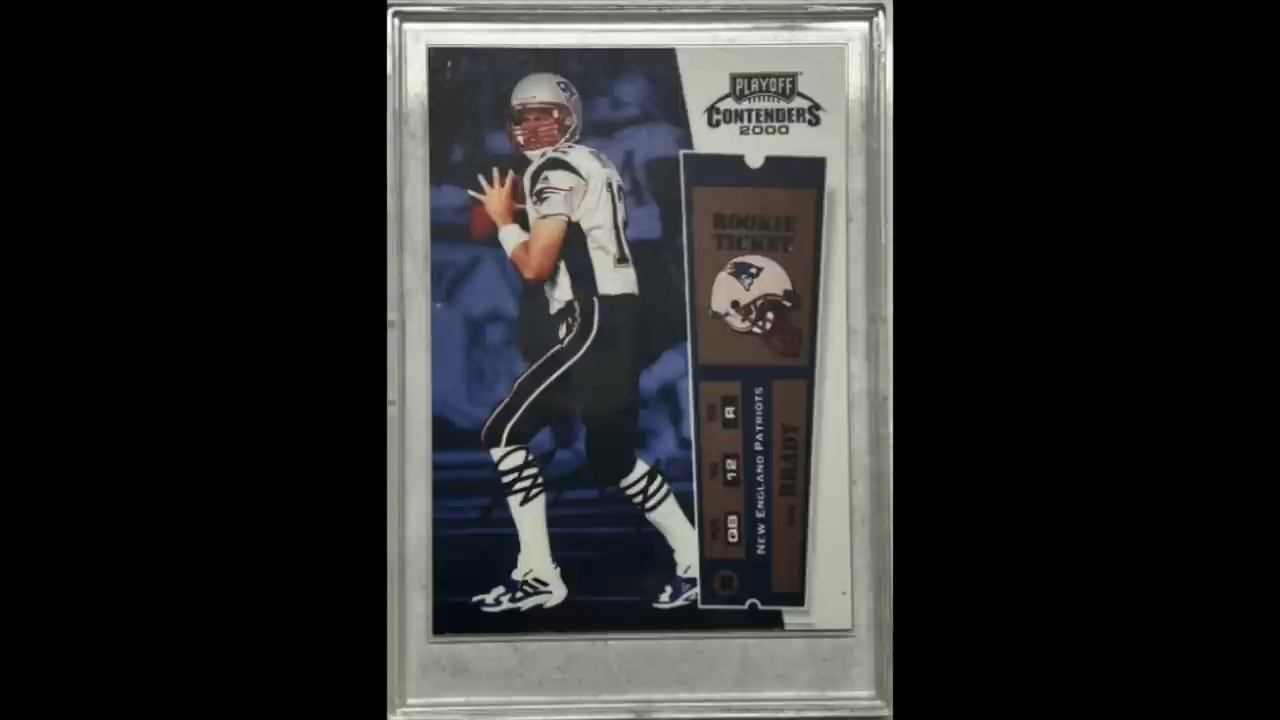 PLAYOFF
CONTENDERS
2000
ROOKIE
TICKET
R
12
QB
NEW ENGLAND PATRIOTS
BRADY